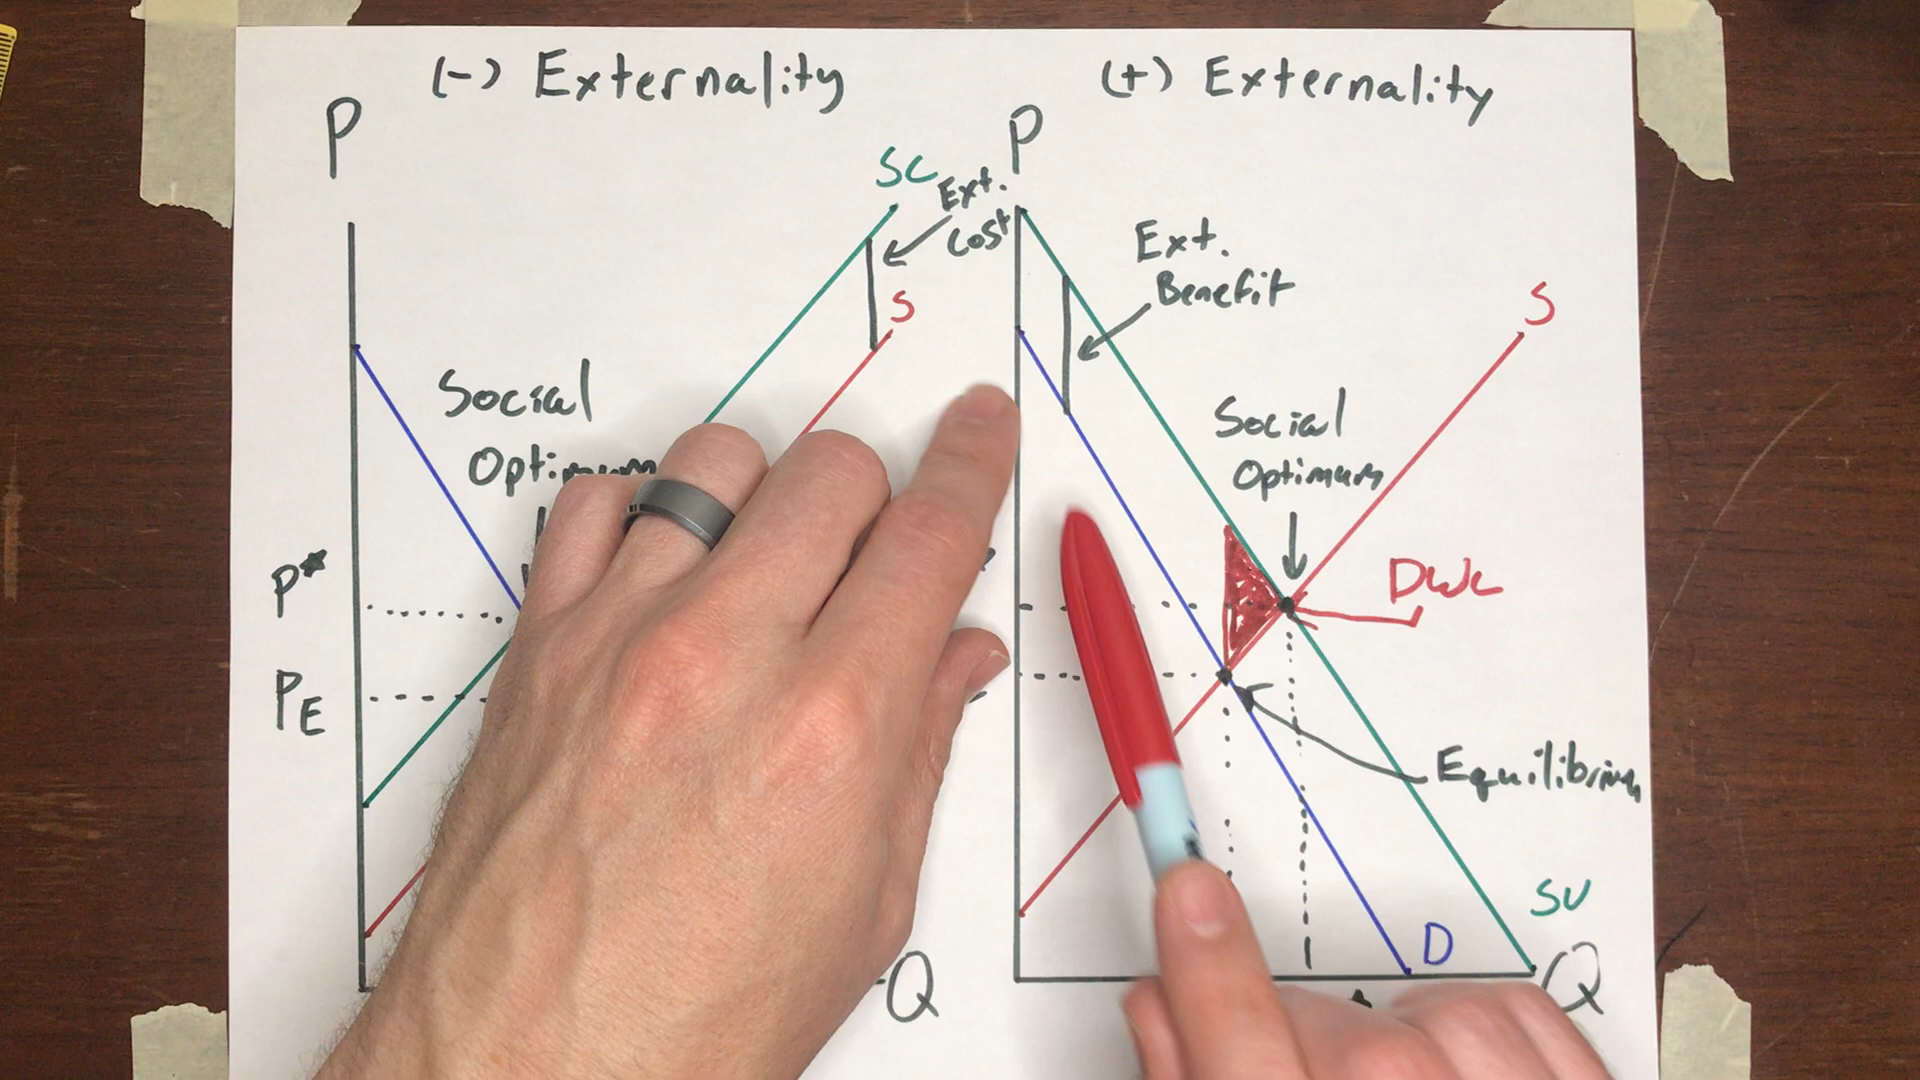 (-) Externality
P
SC
Ext.
Cost
S
Social
P*
PE
Q
(+) Externality
P
Ext.
Benefit
S
Social
Optimum
DWL
Equilibrium
SV
D
Q